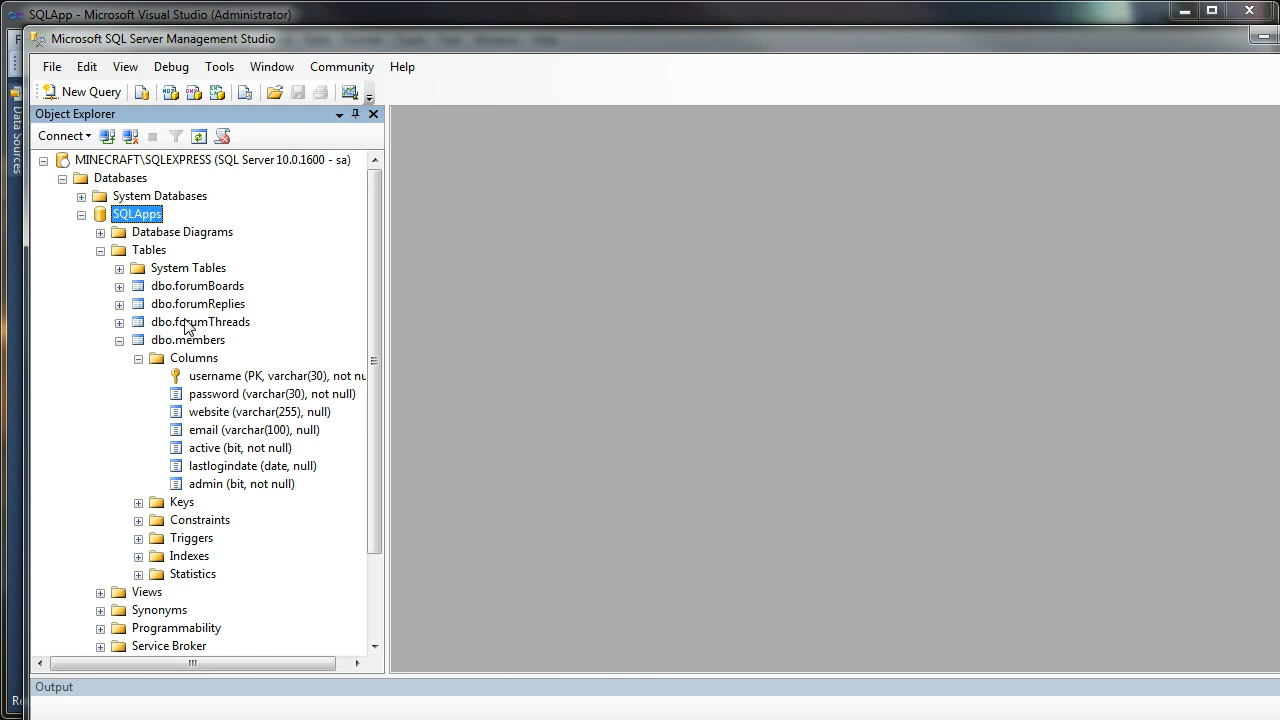 SQLApp - Microsoft Visual Studio (Administrator)
Microsoft SQL Server Management Studio
File Edit View Debug Tools Window Community Help
New Query
Object Explorer
Connect
MINECRAFT\SQLEXPRESS (SQL Server 10.0.1600 - sa)
Databases
System Databases
SQLApps
Database Diagrams
Tables
System Tables
dbo.forumBoards
dbo.forumReplies
dbo.forumThreads
dbo.members
Columns
username (PK, varchar(30), not nu
password (varchar(30), not null)
website (varchar(255), null)
email (varchar(100), null)
active (bit, not null)
lastlogindate (date, null)
admin (bit, not null)
Keys
Constraints
Triggers
Indexes
Statistics
Views
Synonyms
Programmability
Service Broker
Output
Data Sources